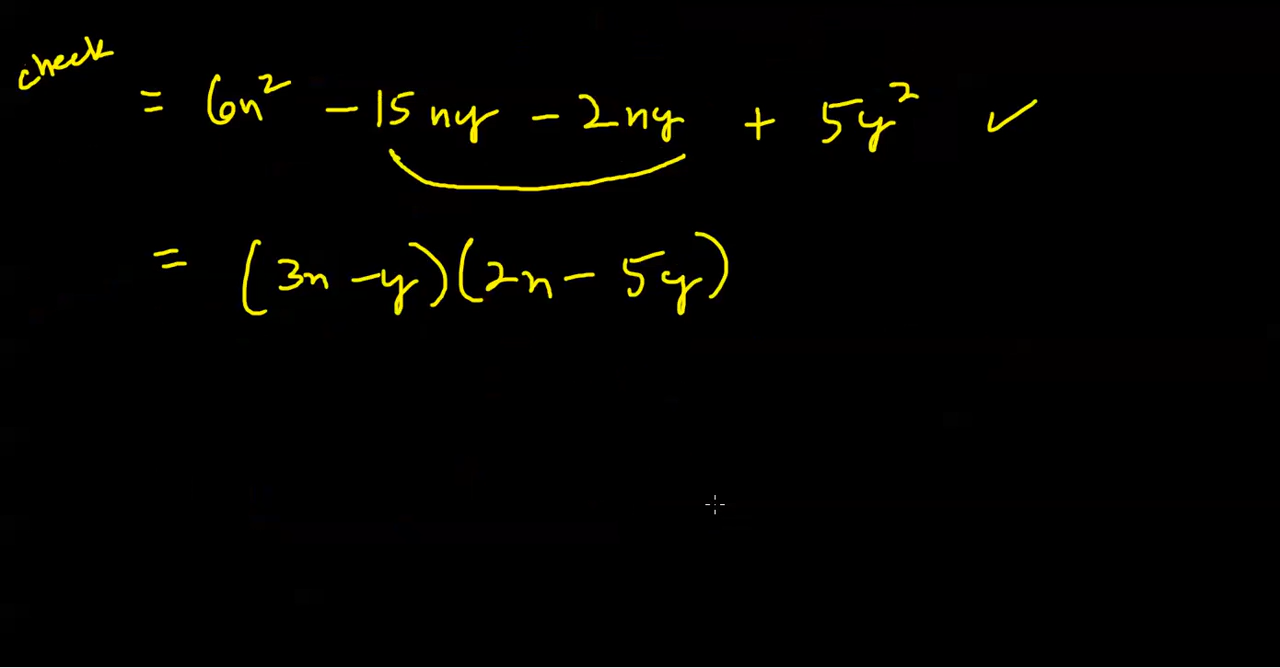 check
= 6n² - 15ny - 2ny + 5y² ✓
= (3n - y)(2n - 5y)